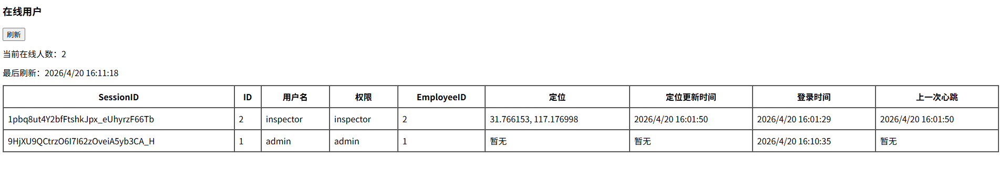 在线用户
刷新
当前在线人数：2
最后刷新：2026/4/20 16:11:18
SessionID ID 用户名 权限 EmployeeID 定位 定位更新时间 登录时间 上一次心跳
1pbq8ut4Y2bfFtshkJpx_eUhyrzF66Tb 2 inspector inspector 2 31.766153, 117.176998 2026/4/20 16:01:50 2026/4/20 16:01:29 2026/4/20 16:01:50
9HjXU9QCtrzO6I7I62zOveiA5yb3CA_H 1 admin admin 1 暂无 暂无 2026/4/20 16:10:35 暂无